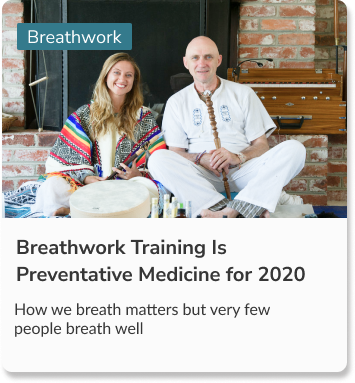 Breathwork
Breathwork Training Is
Preventative Medicine for 2020
How we breath matters but very few
people breath well